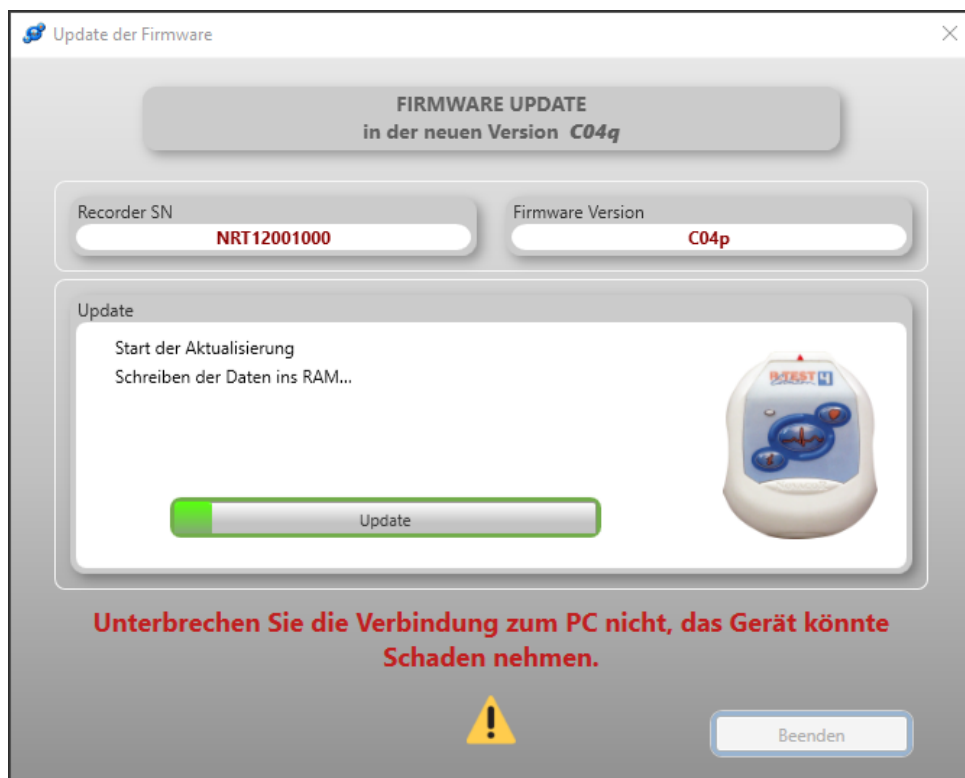 Update der Firmware
FIRMWARE UPDATE
in der neuen Version C04q
Recorder SN
Firmware Version
NRT12001000
C04p
Update
Start der Aktualisierung
Schreiben der Daten ins RAM...
R·TEST 4
Update
Unterbrechen Sie die Verbindung zum PC nicht, das Gerät könnte
Schaden nehmen.
Beenden